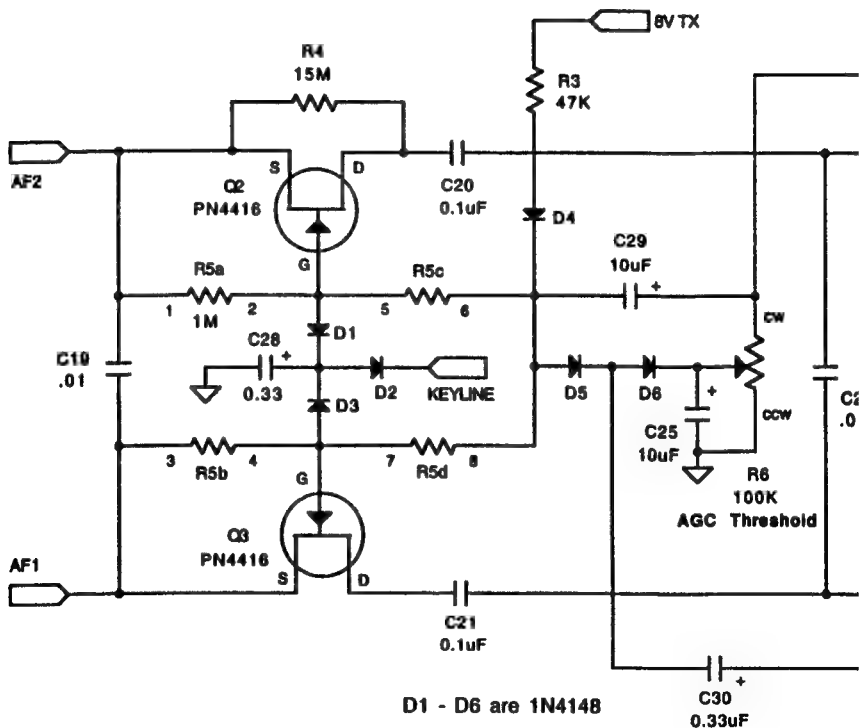 8V TX
R4
15M
R3
47K
AF2
S
D
Q2
PN4416
C20
0.1uF
D4
G
C29
10uF
+
R5a
R5c
1
2
5
6
1M
CW
D1
C28
+
C19
.01
0.33
D2
KEYLINE
D5
D6
+
D3
CCW
3
4
7
8
R5b
R5d
C25
10uF
G
R6
100K
AGC Threshold
Q3
PN4416
AF1
S
D
C21
0.1uF
+
D1 - D6 are 1N4148
C30
0.33uF